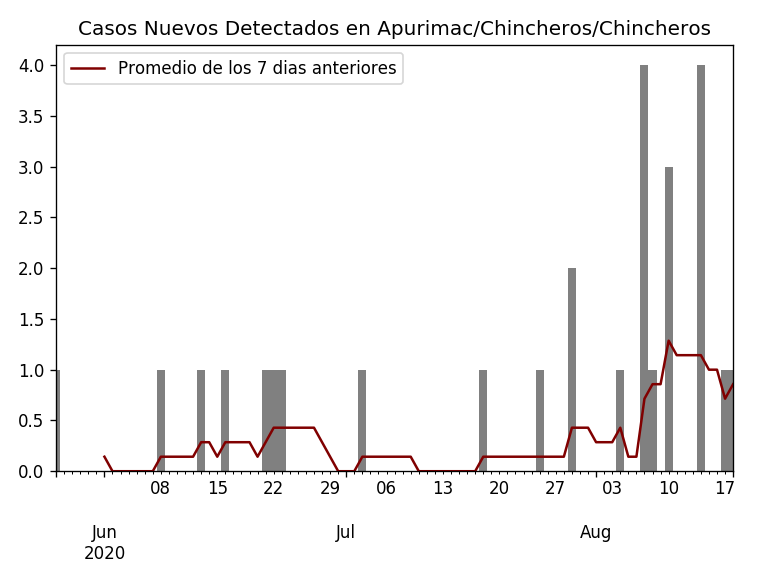 Casos Nuevos Detectados en Apurimac/Chincheros/Chincheros
Promedio de los 7 dias anteriores
4.0
3.5
3.0
2.5
2.0
1.5
1.0
0.5
0.0
08 15 22 29 06 13 20 27 03 10 17
Jun Jul Aug
2020